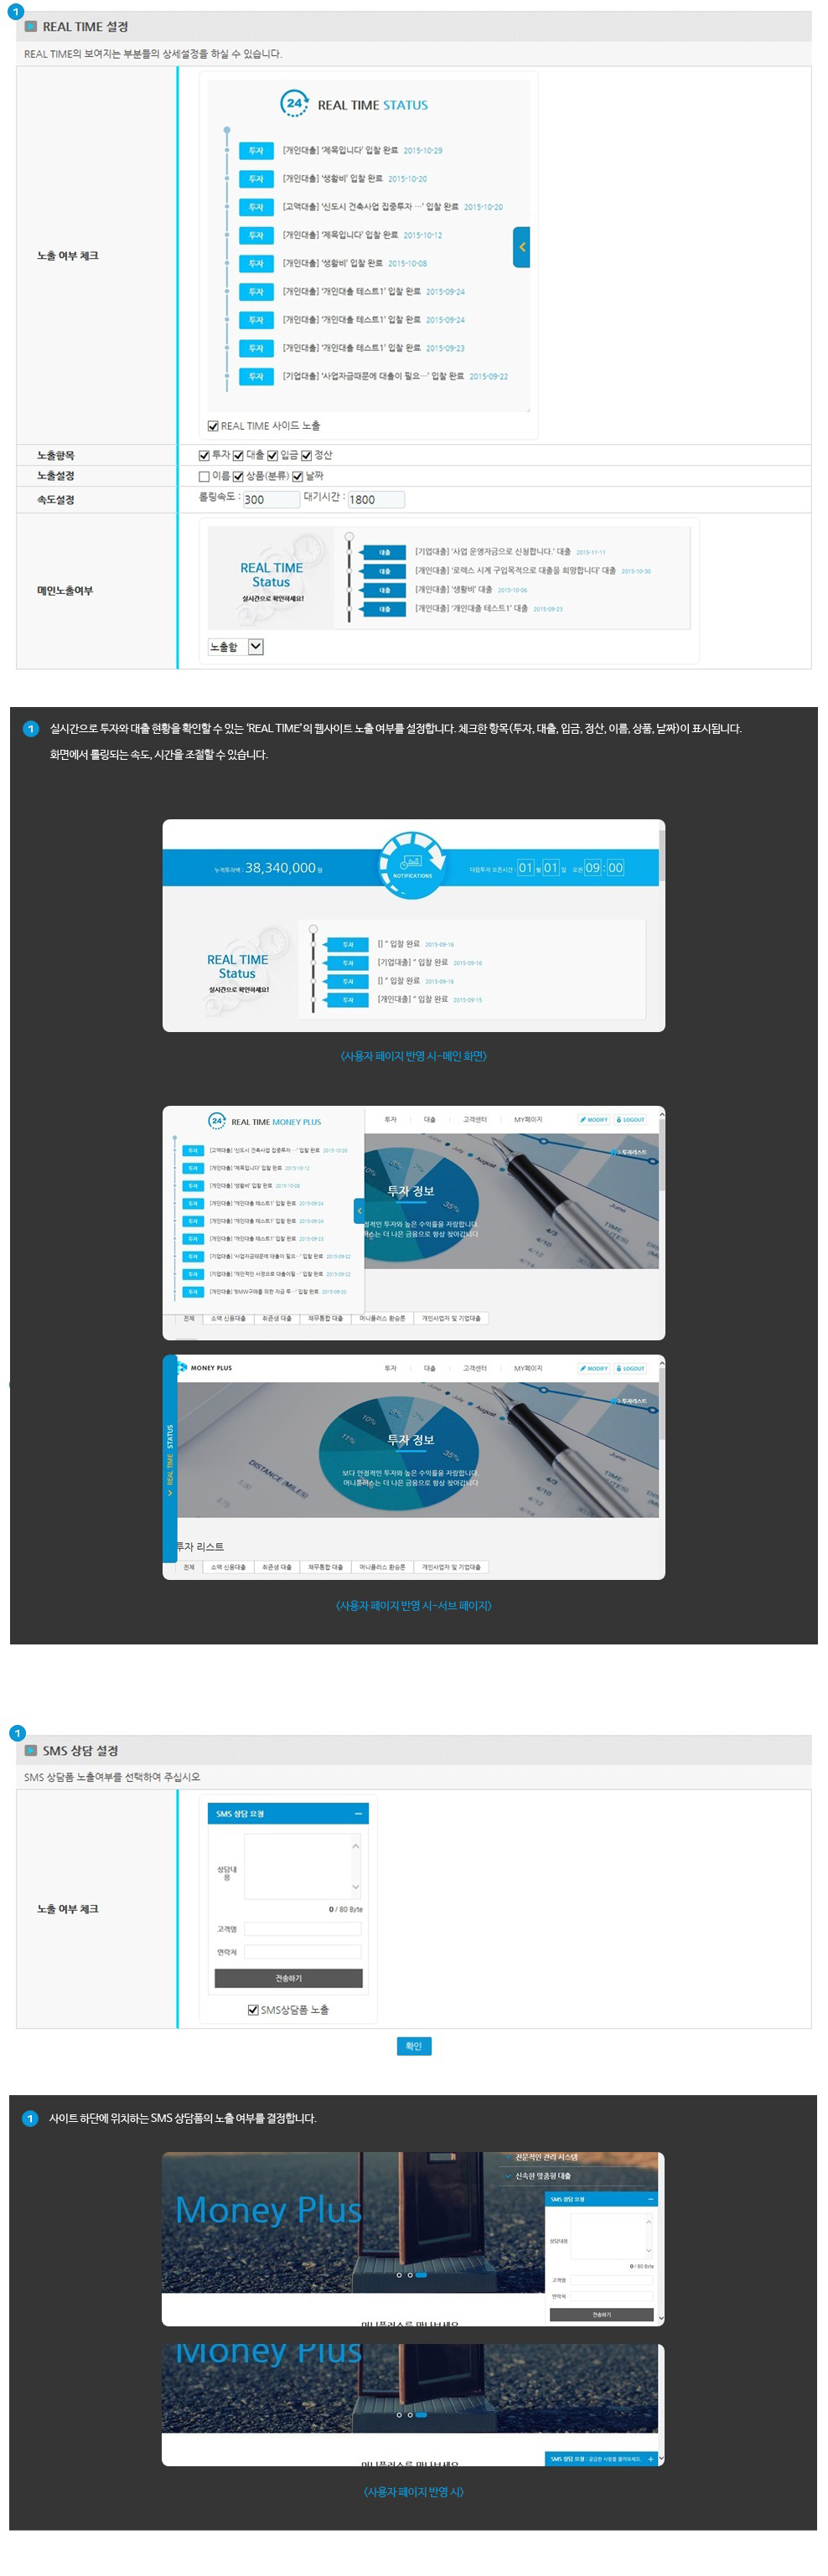 1
REAL TIME 설정
REAL TIME의 보여지는 부분들의 상세설정을 하실 수 있습니다.
노출 여부 체크
24 REAL TIME STATUS
투자 [개인대출] '제목입니다' 입찰 완료 2015-10-29
투자 [개인대출] '생활비' 입찰 완료 2015-10-20
투자 [고액대출] '신도시 건축사업 집중투자 …' 입찰 완료 2015-10-20
투자 [개인대출] '제목입니다' 입찰 완료 2015-10-12
투자 [개인대출] '생활비' 입찰 완료 2015-10-08
투자 [개인대출] '개인대출 테스트1' 입찰 완료 2015-09-24
투자 [개인대출] '개인대출 테스트1' 입찰 완료 2015-09-24
투자 [개인대출] '개인대출 테스트1' 입찰 완료 2015-09-23
투자 [기업대출] '사업자금때문에 대출이 필요…' 입찰 완료 2015-09-22
REAL TIME 사이드 노출
노출항목 투자 대출 입금 정산
노출설정 이름 상품(분류) 날짜
속도설정 롤링속도 : 300 대기시간 : 1800
메인노출여부
REAL TIME
Status
실시간으로 확인하세요!
대출 [기업대출] '사업 운영자금으로 신청합니다.' 대출 2015-11-11
대출 [개인대출] '로렉스 시계 구입목적으로 대출을 희망합니다' 대출 2015-10-30
대출 [개인대출] '생활비' 대출 2015-10-06
대출 [개인대출] '개인대출 테스트1' 대출 2015-09-23
노출함
1 실시간으로 투자와 대출 현황을 확인할 수 있는 'REAL TIME'의 웹사이트 노출 여부를 설정합니다. 체크한 항목(투자, 대출, 입금, 정산, 이름, 상품, 날짜)이 표시됩니다.
화면에서 롤링되는 속도, 시간을 조절할 수 있습니다.
누적투자액 : 38,340,000 원
NOTIFICATIONS
다음투자 오픈시간 : 01 월 01 일 오전 09 : 00
REAL TIME
Status
실시간으로 확인하세요!
투자 [] '' 입찰 완료 2015-09-16
투자 [기업대출] '' 입찰 완료 2015-09-16
투자 [] '' 입찰 완료 2015-09-16
투자 [개인대출] '' 입찰 완료 2015-09-15
<사용자 페이지 반영 시-메인 화면>
24 REAL TIME MONEY PLUS
투자 대출 고객센터 MY페이지 MODIFY LOGOUT
투자 [고액대출] '신도시 건축사업 집중투자 …' 입찰 완료 2015-10-20
투자 [개인대출] '제목입니다' 입찰 완료 2015-10-12
투자 [개인대출] '생활비' 입찰 완료 2015-10-08
투자 [개인대출] '개인대출 테스트1' 입찰 완료 2015-09-24
투자 [개인대출] '개인대출 테스트1' 입찰 완료 2015-09-24
투자 [개인대출] '개인대출 테스트1' 입찰 완료 2015-09-23
투자 [기업대출] '사업자금때문에 대출이 필요…' 입찰 완료 2015-09-22
투자 [기업대출] '개인적인 사정으로 대출이필…' 입찰 완료 2015-09-22
투자 [개인대출] 'BMW구매를 위한 자금 투…' 입찰 완료 2015-09-20
> 투자리스트
July August
35%
June
투자 정보
정적인 투자와 높은 수익률을 자랑합니다.
스는 더 나은 금융으로 항상 찾아갑니다
전체 소액 신용대출 취준생 대출 채무통합 대출 머니플러스 환승론 개인사업자 및 기업대출
MONEY PLUS
투자 대출 고객센터 MY페이지 MODIFY LOGOUT
> 투자리스트
REAL TIME STATUS
June July August
10%
11%
35%
DISTANCE (MILES)
June
투자 정보
보다 안정적인 투자와 높은 수익률을 자랑합니다.
머니플러스는 더 나은 금융으로 항상 찾아갑니다
투자 리스트
전체 소액 신용대출 취준생 대출 채무통합 대출 머니플러스 환승론 개인사업자 및 기업대출
<사용자 페이지 반영 시-서브 페이지>
1
SMS 상담 설정
SMS 상담폼 노출여부를 선택하여 주십시오
노출 여부 체크
SMS 상담 요청
상담내
용
0 / 80 Byte
고객명
연락처
전송하기
SMS상담폼 노출
확인
1 사이트 하단에 위치하는 SMS 상담폼의 노출 여부를 결정합니다.
Money Plus
전문적인 관리 시스템
신속한 맞춤형 대출
SMS 상담 요청
상담내용
0 / 80 Byte
고객명
연락처
전송하기
머니플러스를 만나보세요
Money Plus
머니플러스를 만나보세요
SMS 상담 요청 : 궁금한 사항을 물어보세요.
<사용자 페이지 반영 시>